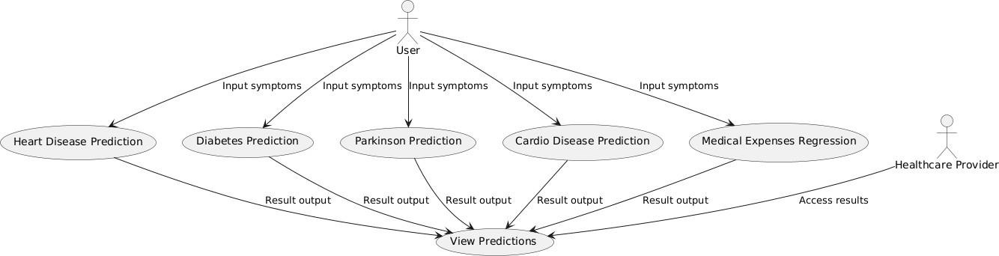 User
Input symptoms
Input symptoms
Input symptoms
Input symptoms
Input symptoms
Heart Disease Prediction
Diabetes Prediction
Parkinson Prediction
Cardio Disease Prediction
Medical Expenses Regression
Healthcare Provider
Result output
Result output
Result output
Result output
Result output
Access results
View Predictions